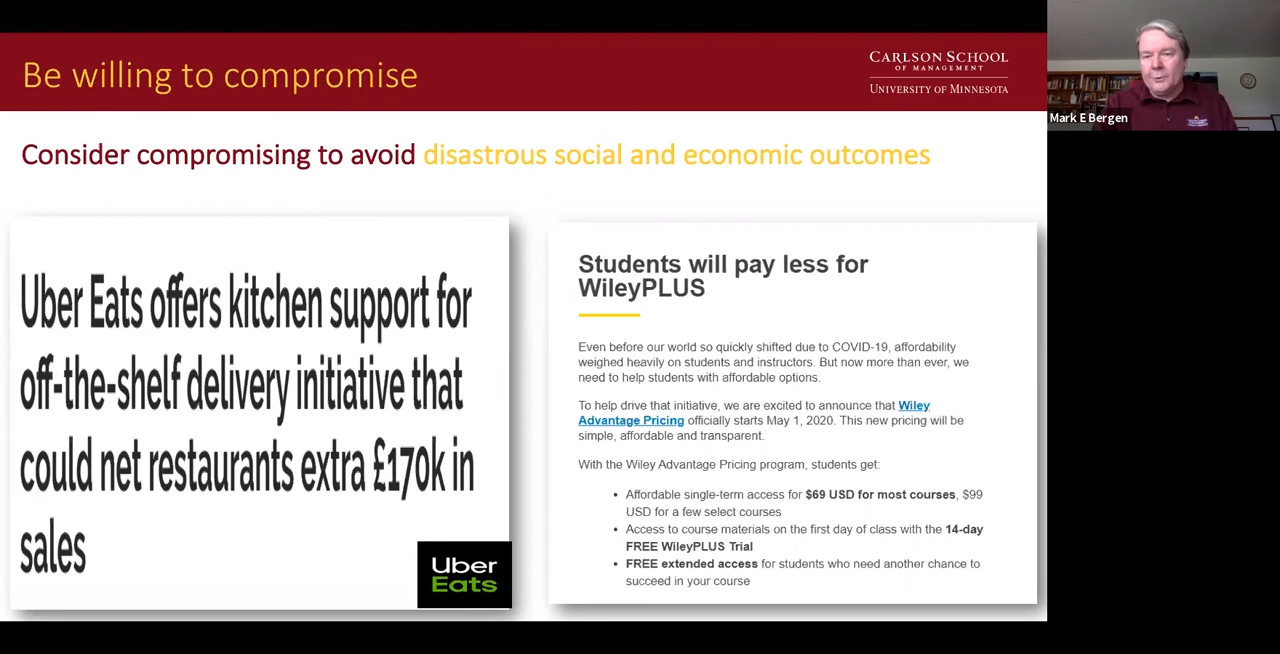 Be willing to compromise
CARLSON SCHOOL
OF MANAGEMENT
UNIVERSITY OF MINNESOTA
Mark E Bergen
Consider compromising to avoid disastrous social and economic outcomes
Uber Eats offers kitchen support for
off-the-shelf delivery initiative that
could net restaurants extra £170k in
sales
Uber
Eats
Students will pay less for
WileyPLUS
Even before our world so quickly shifted due to COVID-19, affordability
weighed heavily on students and instructors. But now more than ever, we
need to help students with affordable options.
To help drive that initiative, we are excited to announce that Wiley
Advantage Pricing officially starts May 1, 2020. This new pricing will be
simple, affordable and transparent.
With the Wiley Advantage Pricing program, students get:
• Affordable single-term access for $69 USD for most courses, $99
USD for a few select courses
• Access to course materials on the first day of class with the 14-day
FREE WileyPLUS Trial
• FREE extended access for students who need another chance to
succeed in your course